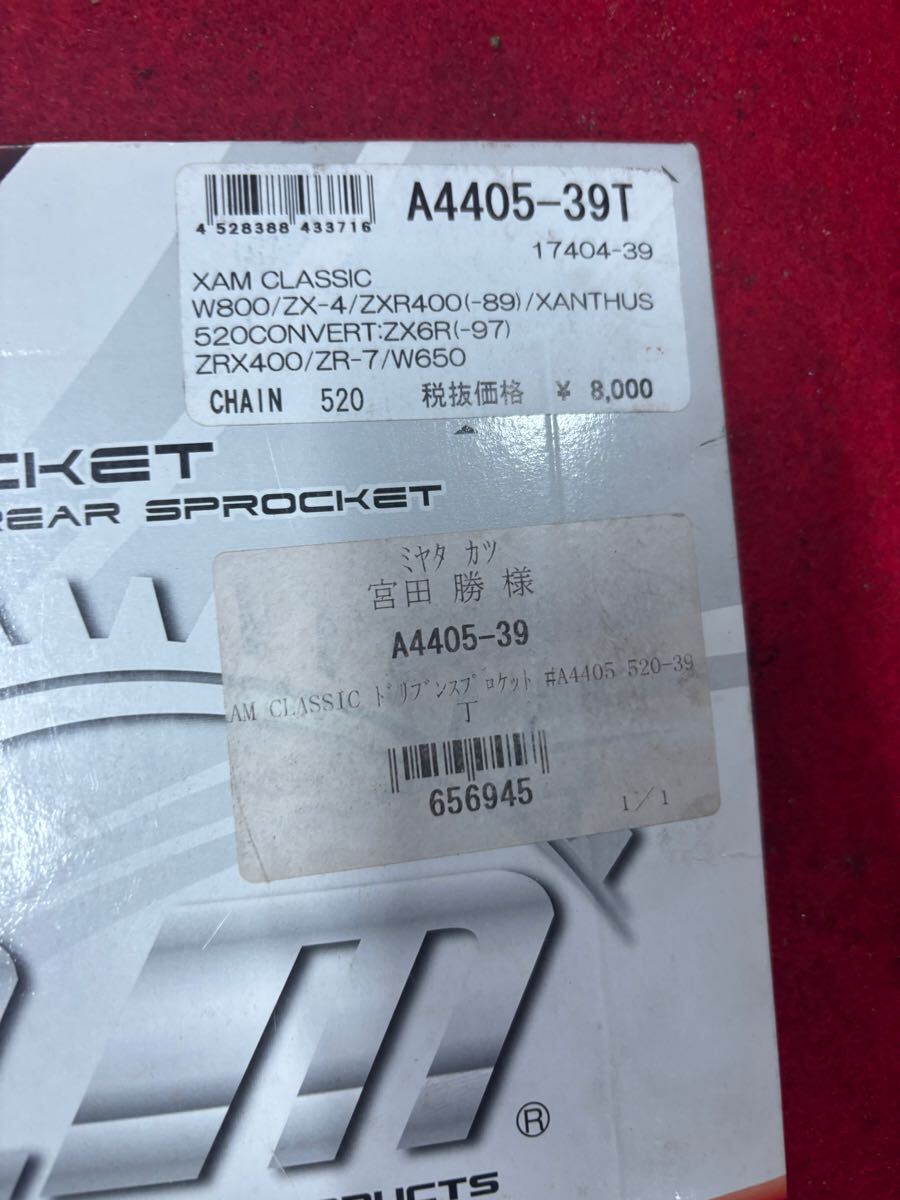 A4405-39T
4 528388 433716
17404-39
XAM CLASSIC
W800/ZX-4/ZXR400(-89)/XANTHUS
520CONVERT:ZX6R(-97)
ZRX400/ZR-7/W650
CHAIN 520 税抜価格 ¥ 8,000
CKET
REAR SPROCKET
ﾐﾔﾀ ｶﾂ
宮田 勝 様
A4405-39
AM CLASSIC ﾄﾞﾘﾌﾞﾝｽﾌﾟﾛｹｯﾄ #A4405 520-39
丁
656945
1/1
®